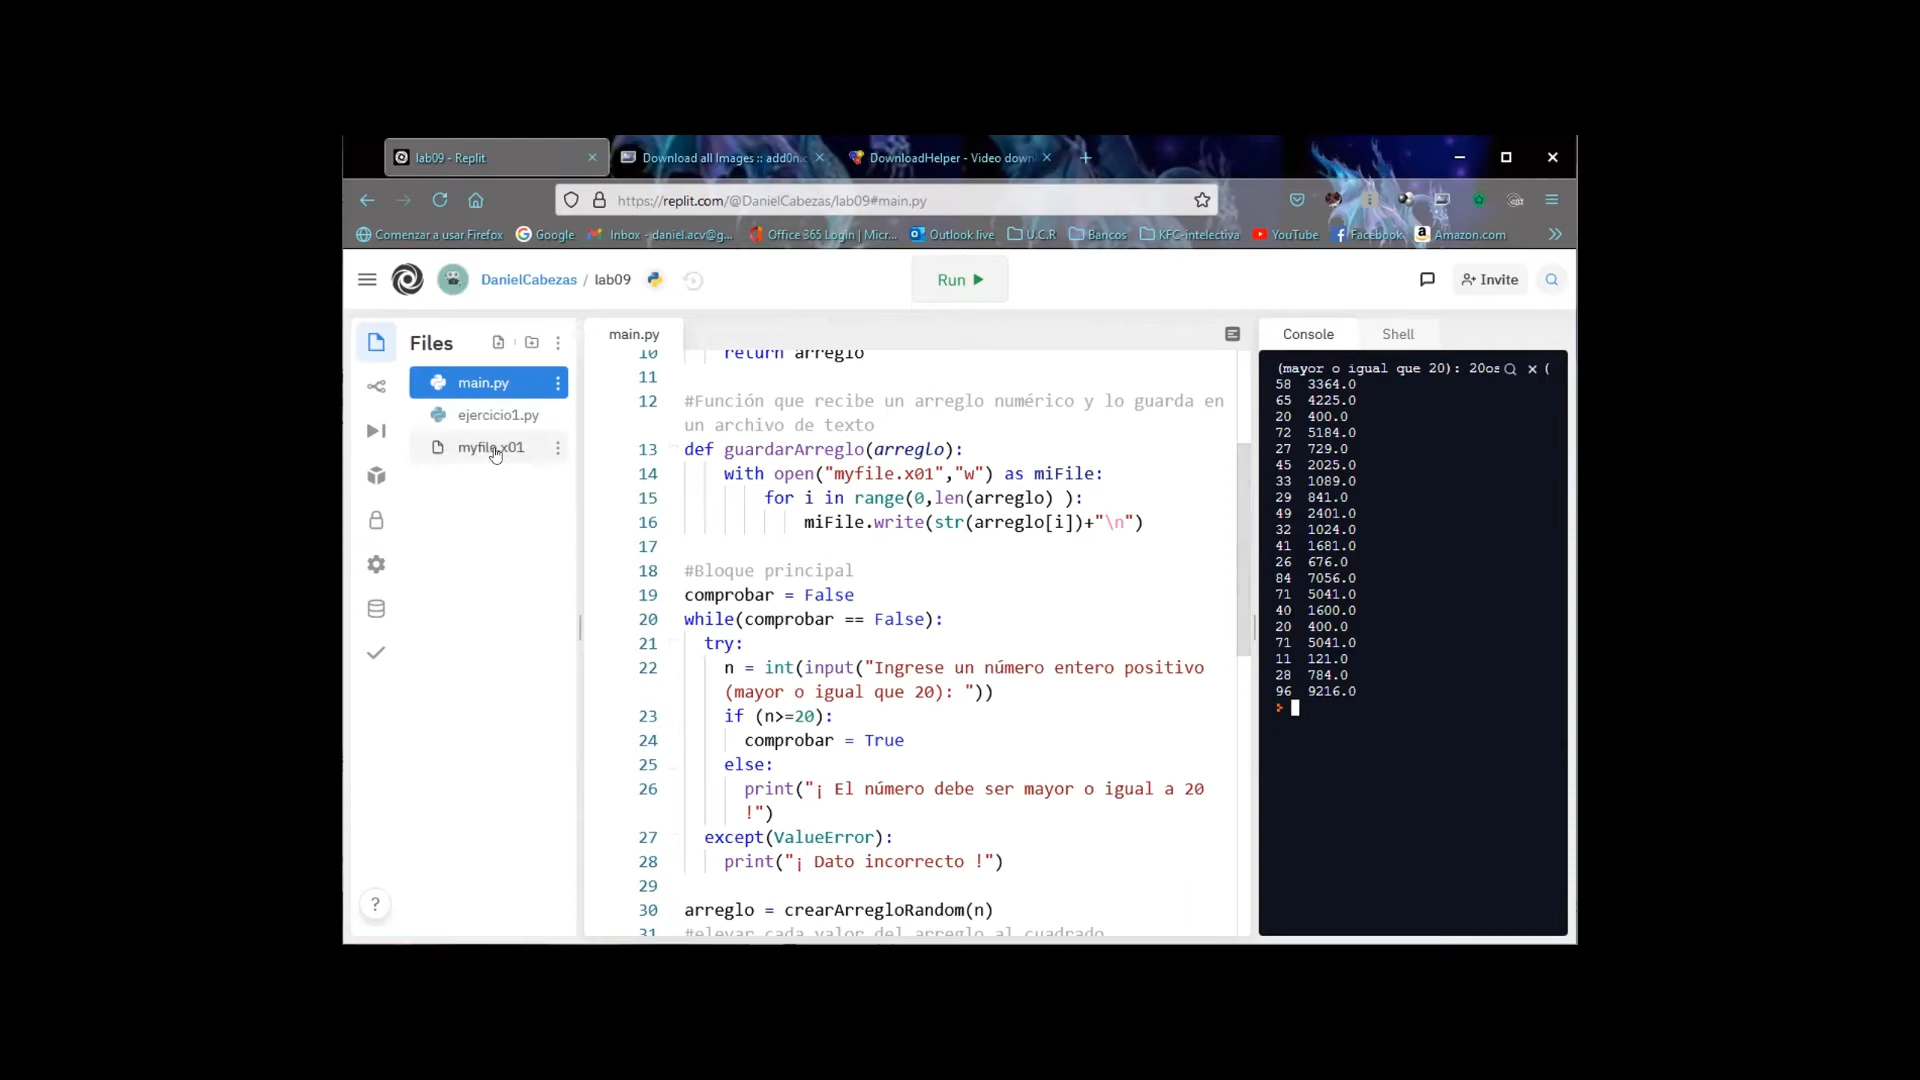 lab09 - Replit
Download all Images :: add0n.c
DownloadHelper - Video down
https://replit.com/@DanielCabezas/lab09#main.py
Comenzar a usar Firefox
Google
Inbox - daniel.acv@g...
Office 365 Login | Micr...
Outlook live
U.C.R
Bancos
KFC-intelectiva
YouTube
Facebook
Amazon.com
DanielCabezas / lab09
Run
Invite
Files
main.py
ejercicio1.py
myfile.x01
main.py
10 return arreglo
11
12 #Función que recibe un arreglo numérico y lo guarda en
un archivo de texto
13 def guardarArreglo(arreglo):
14 with open("myfile.x01","w") as miFile:
15 for i in range(0,len(arreglo) ):
16 miFile.write(str(arreglo[i])+"\n")
17
18 #Bloque principal
19 comprobar = False
20 while(comprobar == False):
21 try:
22 n = int(input("Ingrese un número entero positivo
(mayor o igual que 20): "))
23 if (n>=20):
24 comprobar = True
25 else:
26 print("¡ El número debe ser mayor o igual a 20
!")
27 except(ValueError):
28 print("¡ Dato incorrecto !")
29
30 arreglo = crearArregloRandom(n)
31 #elevar cada valor del arreglo al cuadrado
Console
Shell
(mayor o igual que 20): 20os (
58 3364.0
65 4225.0
20 400.0
72 5184.0
27 729.0
45 2025.0
33 1089.0
29 841.0
49 2401.0
32 1024.0
41 1681.0
26 676.0
84 7056.0
71 5041.0
40 1600.0
20 400.0
71 5041.0
11 121.0
28 784.0
96 9216.0
?